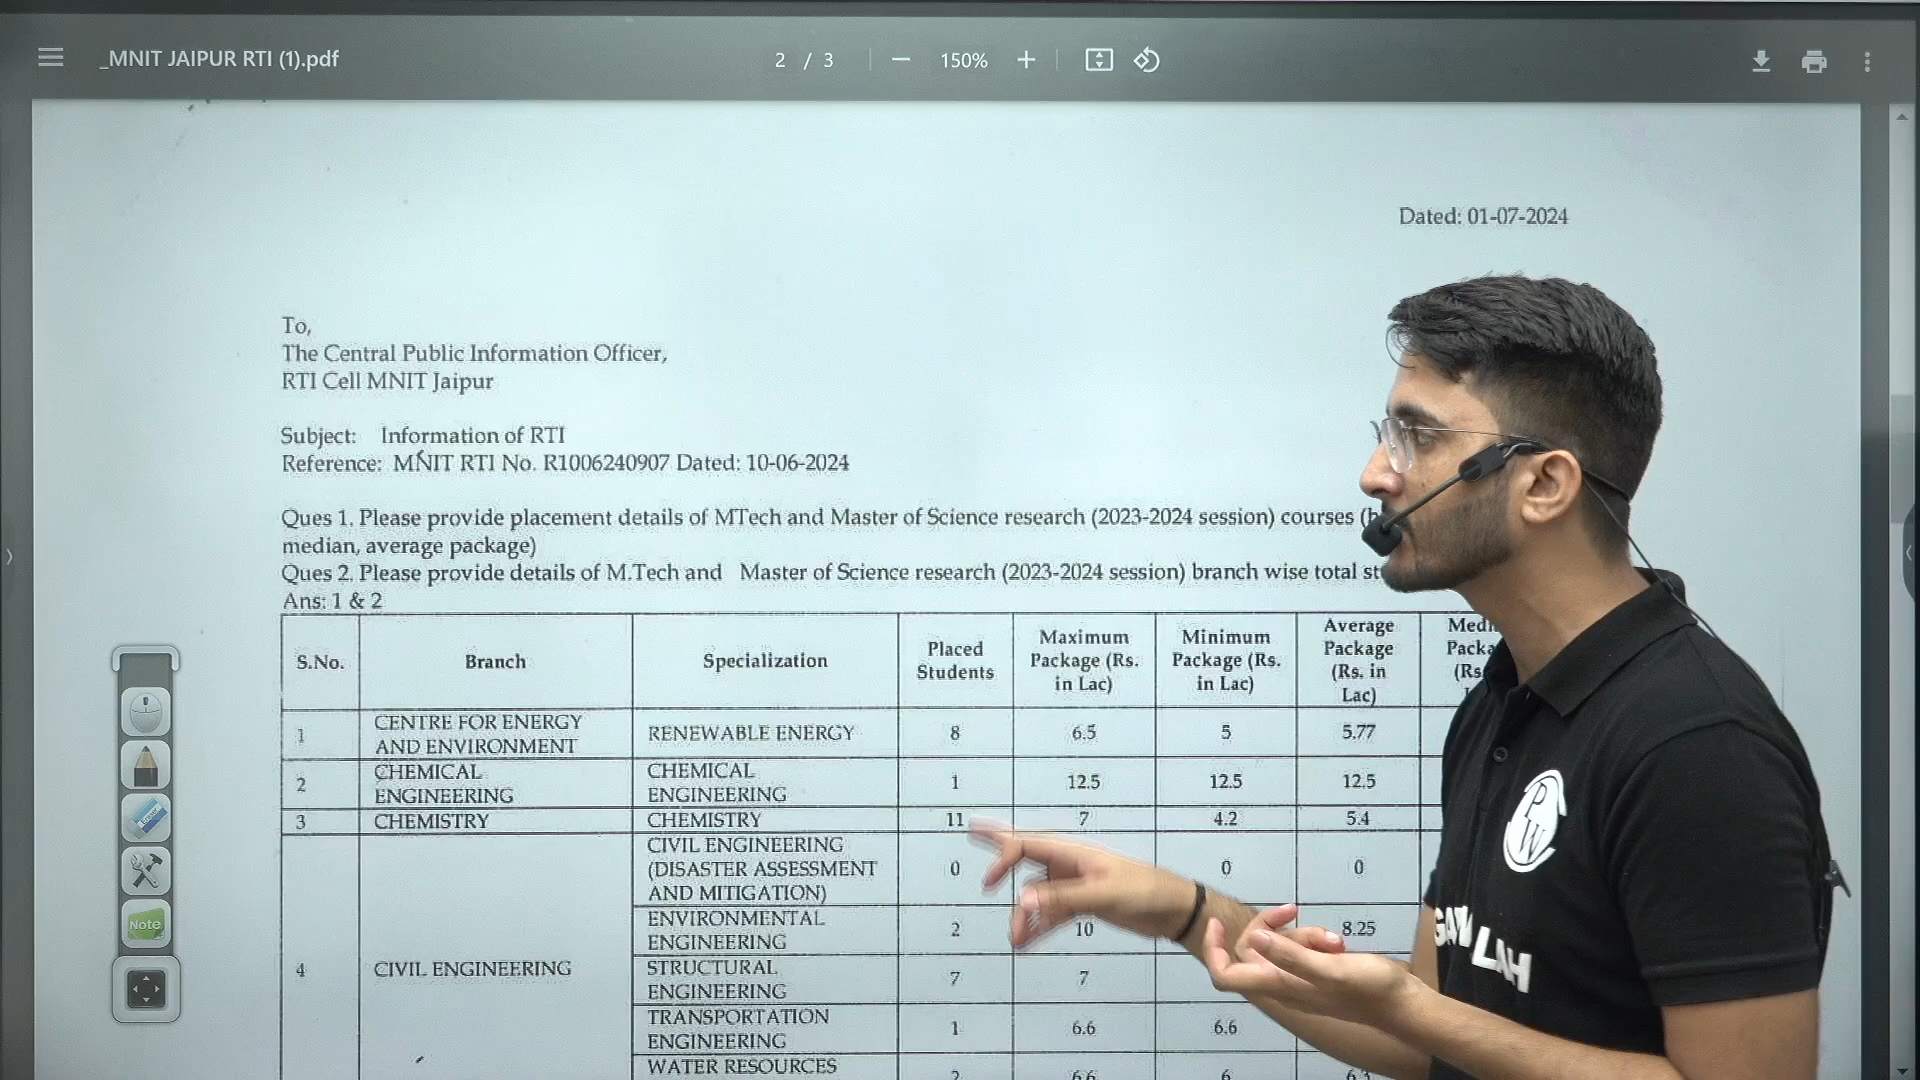 _MNIT JAIPUR RTI (1).pdf
2 / 3
150%
Dated: 01-07-2024
To,
The Central Public Information Officer,
RTI Cell MNIT Jaipur
Subject: Information of RTI
Reference: MNIT RTI No. R1006240907 Dated: 10-06-2024
Ques 1. Please provide placement details of MTech and Master of Science research (2023-2024 session) courses
median, average package)
Ques 2. Please provide details of M.Tech and Master of Science research (2023-2024 session) branch wise total
Ans: 1 & 2
S.No. Branch Specialization Placed Students Maximum Package (Rs. in Lac) Minimum Package (Rs. in Lac) Average Package (Rs. in Lac)
1 CENTRE FOR ENERGY AND ENVIRONMENT RENEWABLE ENERGY 8 6.5 5 5.77
2 CHEMICAL ENGINEERING CHEMICAL ENGINEERING 1 12.5 12.5 12.5
3 CHEMISTRY CHEMISTRY 11 7 4.2 5.4
4 CIVIL ENGINEERING CIVIL ENGINEERING (DISASTER ASSESSMENT AND MITIGATION) 0 0 0
ENVIRONMENTAL ENGINEERING 2 10 8.25
STRUCTURAL ENGINEERING 7 7
TRANSPORTATION ENGINEERING 1 6.6 6.6
WATER RESOURCES 2 6.6 6
Note
PW